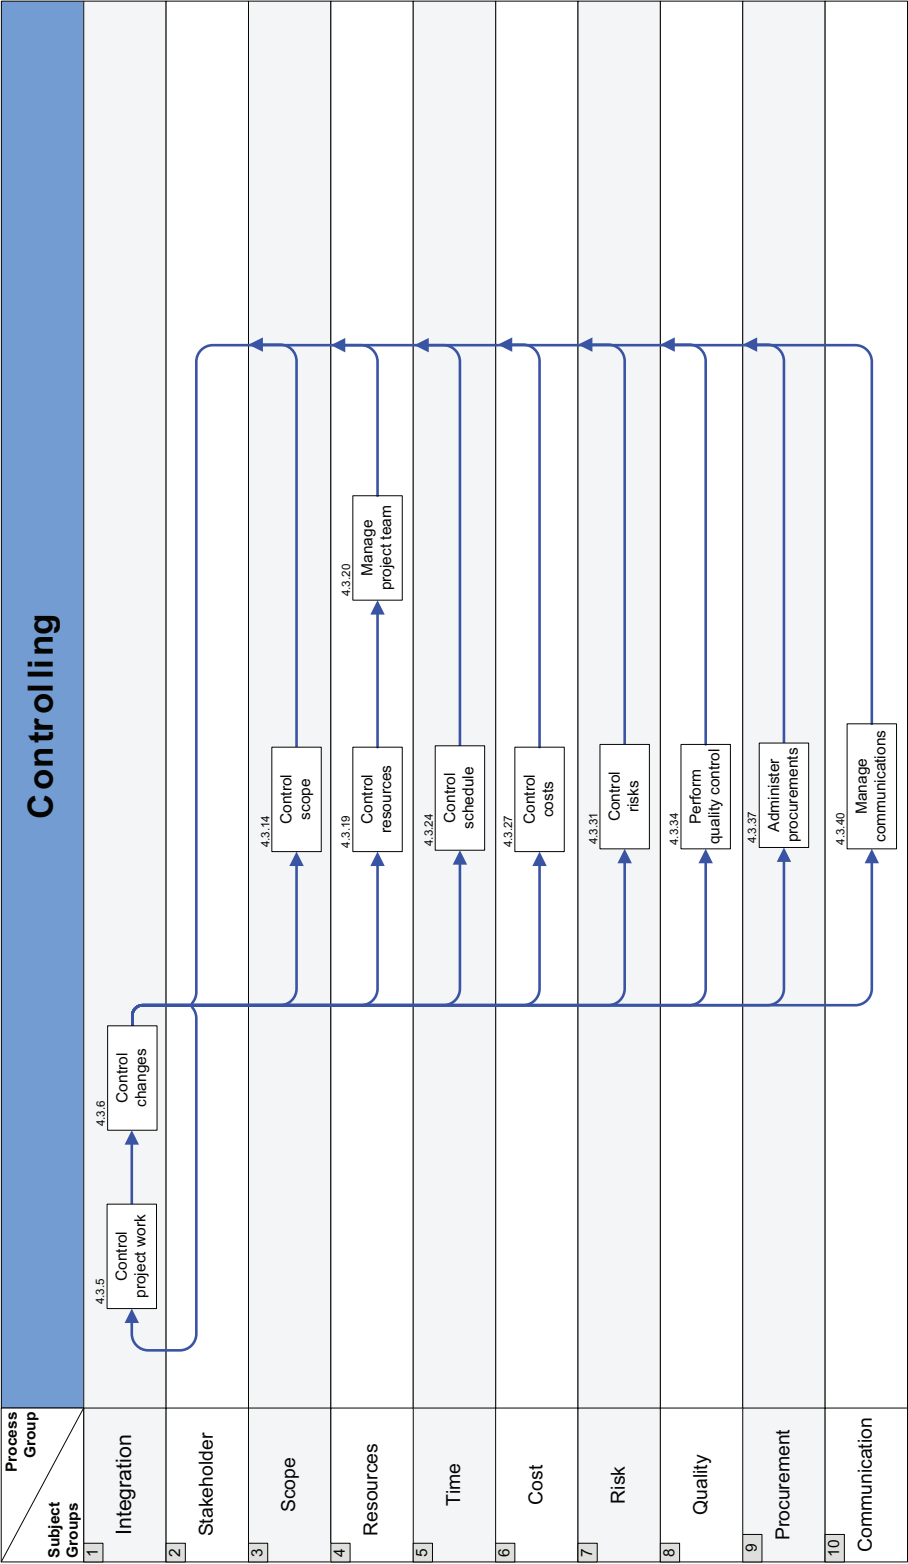 Process
Group
Subject
Groups
Controlling
1
Integration
4.3.5
Control
project work
4.3.6
Control
changes
2
Stakeholder
3
Scope
4.3.14
Control
scope
4
Resources
4.3.19
Control
resources
4.3.20
Manage
project team
5
Time
4.3.24
Control
schedule
6
Cost
4.3.27
Control
costs
7
Risk
4.3.31
Control
risks
8
Quality
4.3.34
Perform
quality control
9
Procurement
4.3.37
Administer
procurements
10
Communication
4.3.40
Manage
communications